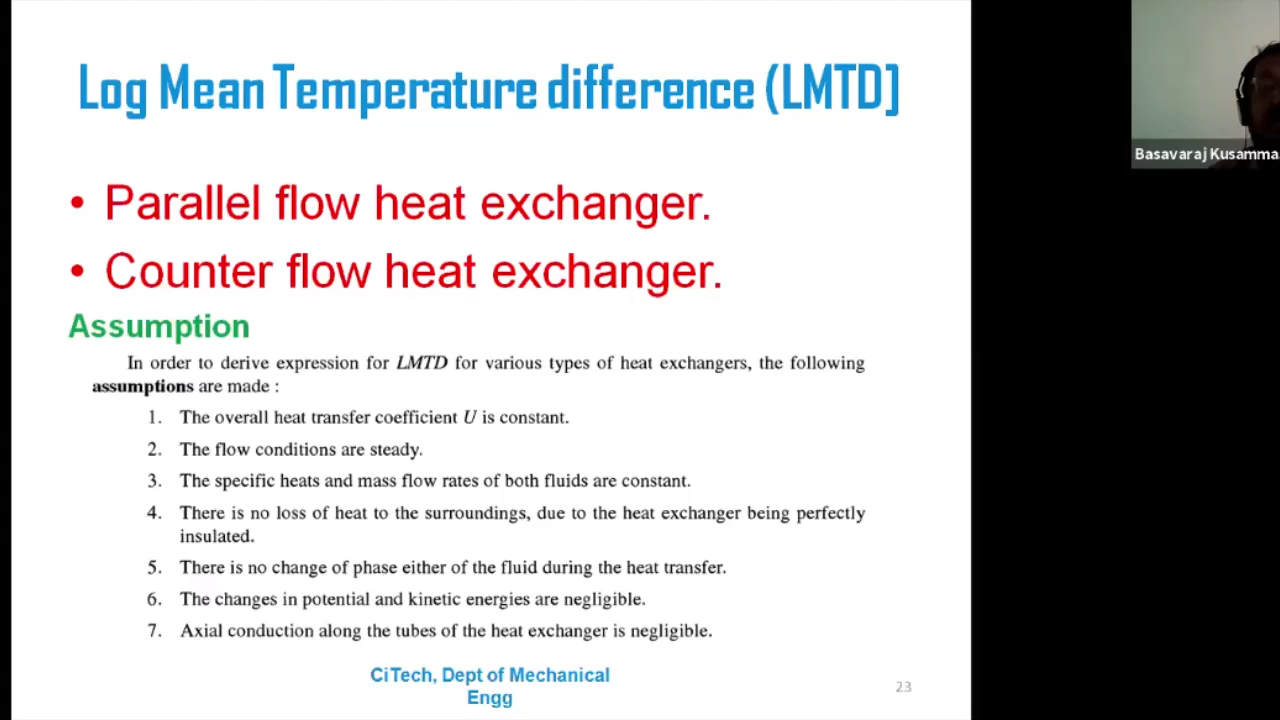 Log Mean Temperature difference (LMTD]
• Parallel flow heat exchanger.
• Counter flow heat exchanger.
Assumption
In order to derive expression for LMTD for various types of heat exchangers, the following
assumptions are made :
1. The overall heat transfer coefficient U is constant.
2. The flow conditions are steady.
3. The specific heats and mass flow rates of both fluids are constant.
4. There is no loss of heat to the surroundings, due to the heat exchanger being perfectly
insulated.
5. There is no change of phase either of the fluid during the heat transfer.
6. The changes in potential and kinetic energies are negligible.
7. Axial conduction along the tubes of the heat exchanger is negligible.
CiTech, Dept of Mechanical
Engg
23
Basavaraj Kusamma